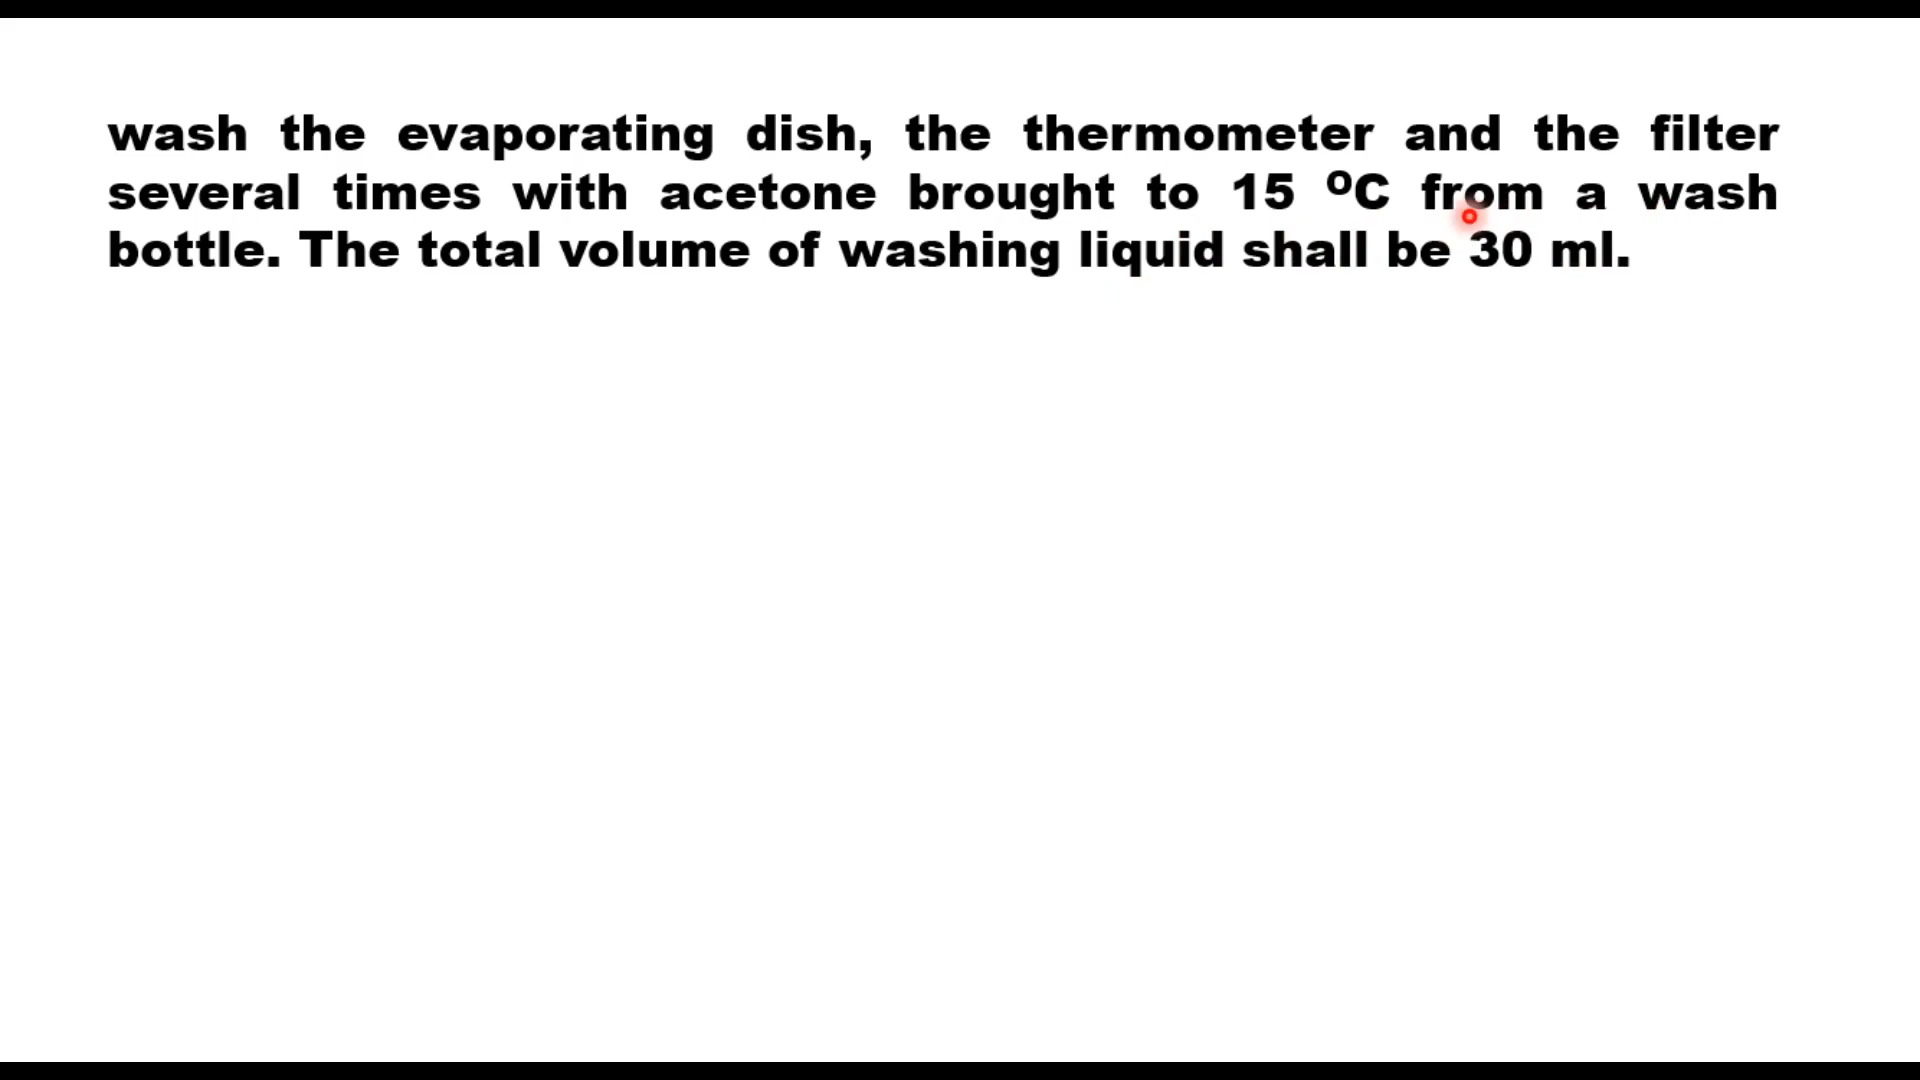 wash the evaporating dish, the thermometer and the filter
several times with acetone brought to 15 ⁰C from a wash
bottle. The total volume of washing liquid shall be 30 ml.